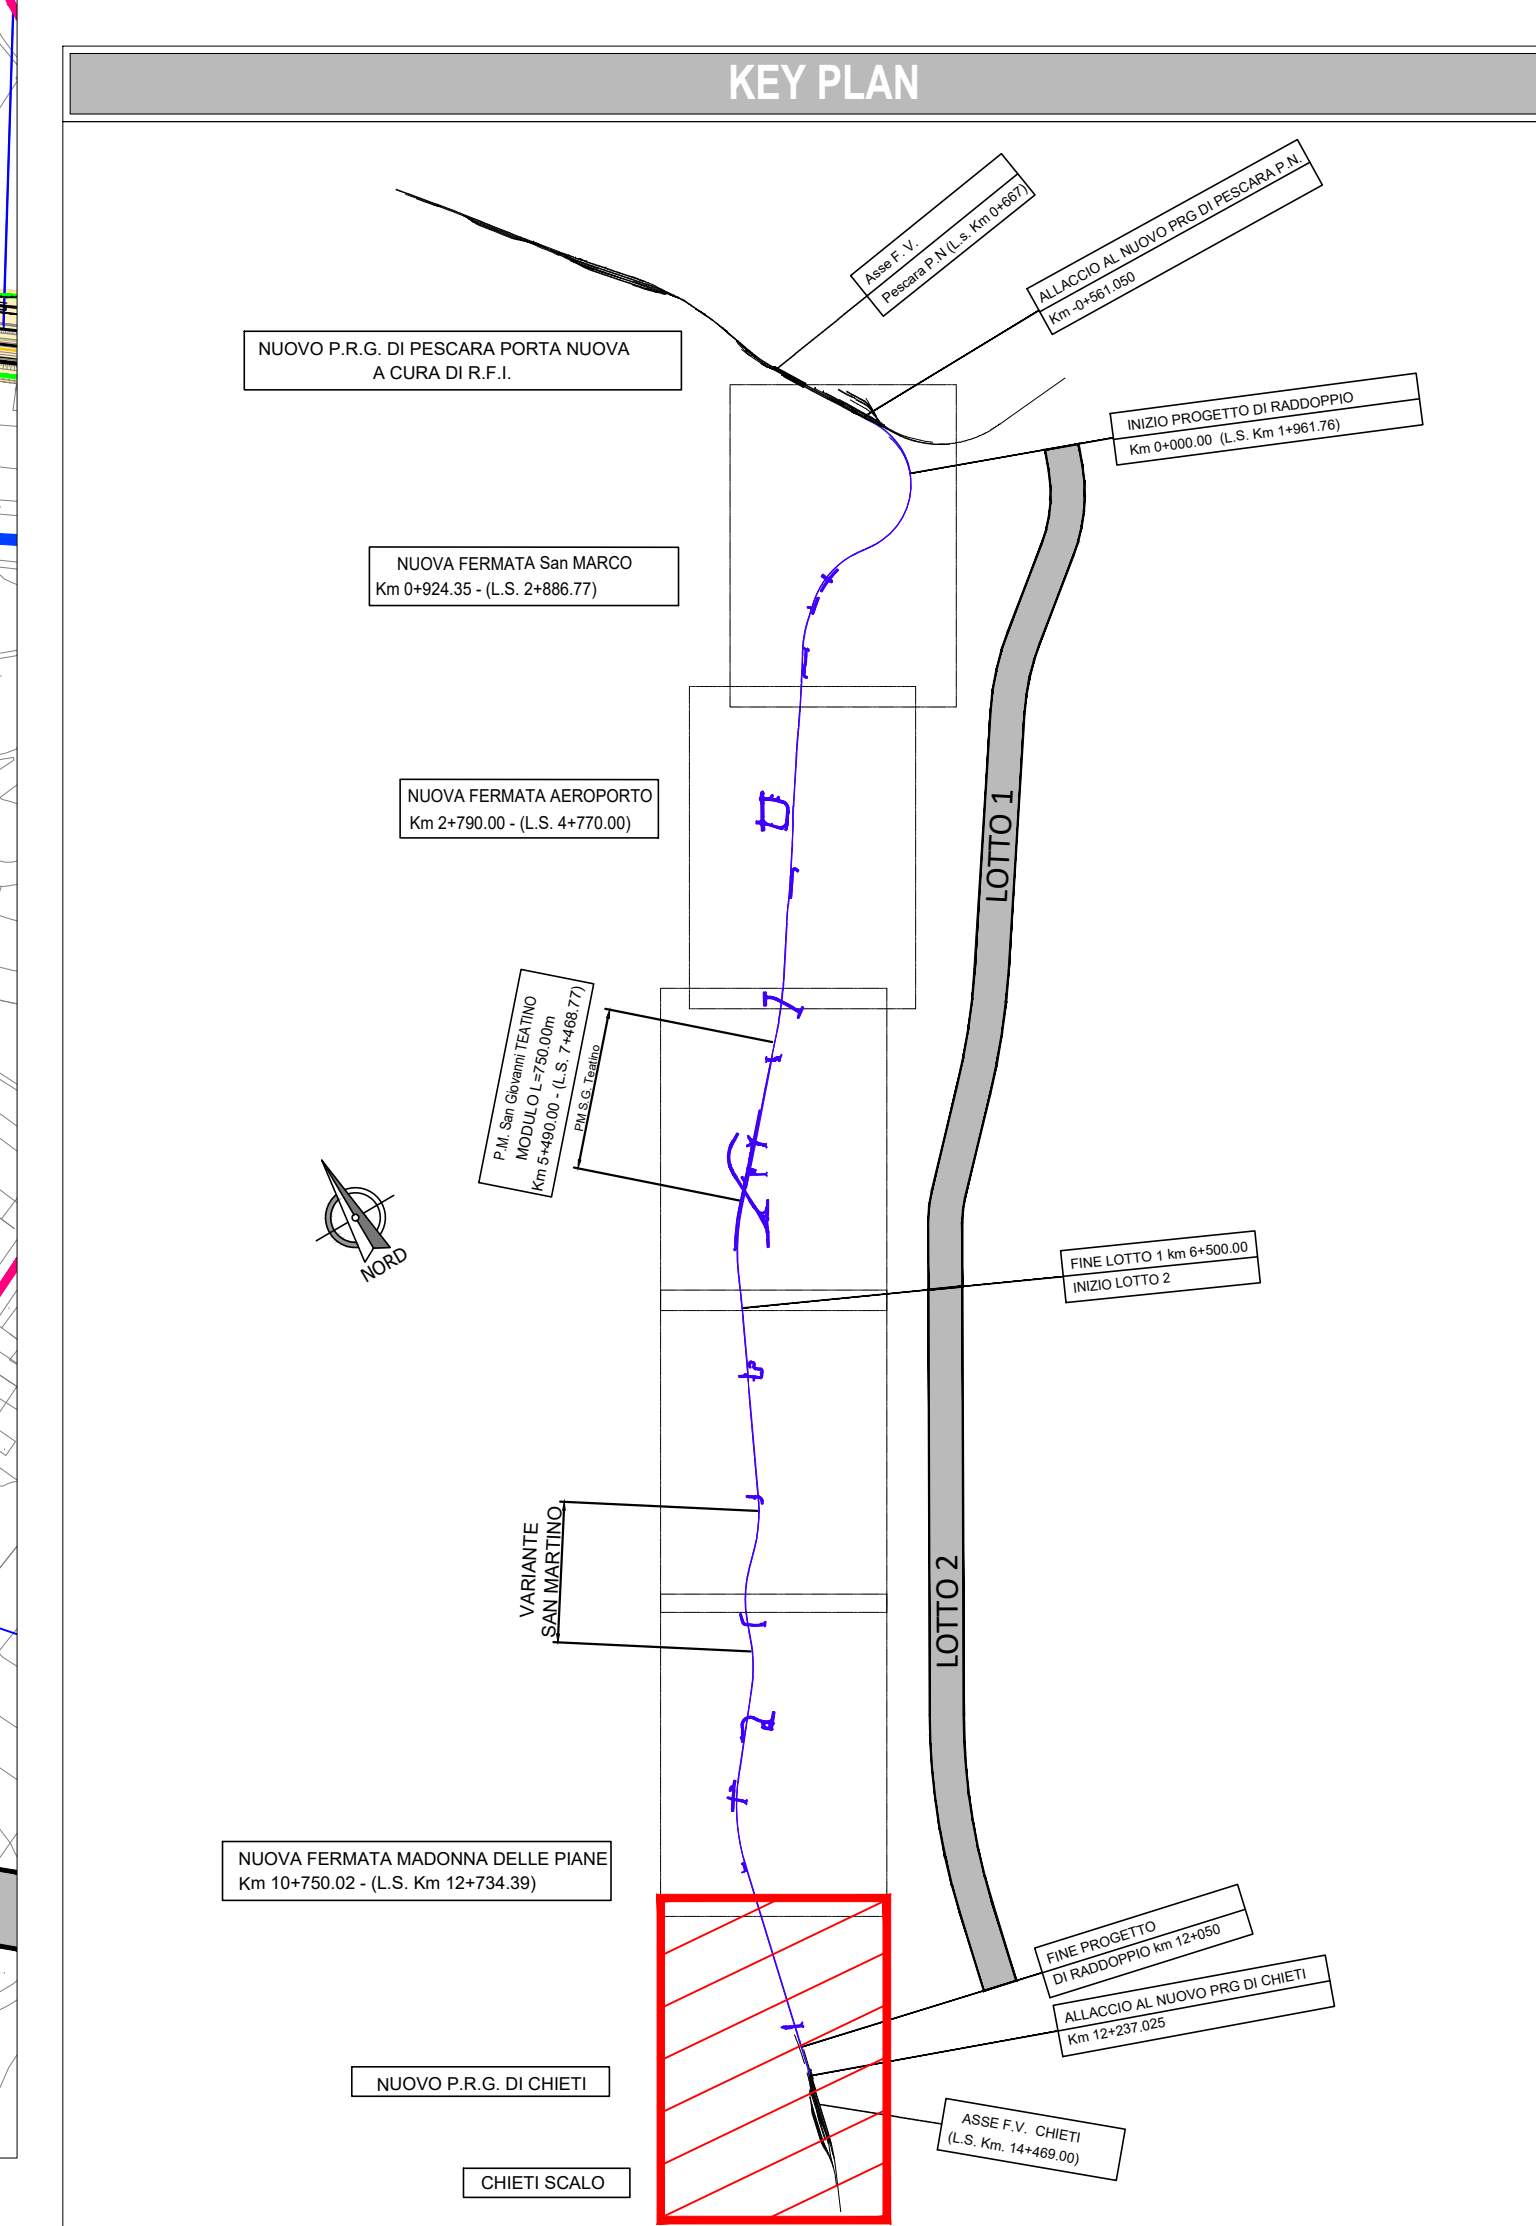 KEY PLAN
Asse F. V.
Pescara P.N (L.s. Km 0+667)
ALLACCIO AL NUOVO PRG DI PESCARA P.N.
Km -0+561.050
NUOVO P.R.G. DI PESCARA PORTA NUOVA
A CURA DI R.F.I.
INIZIO PROGETTO DI RADDOPPIO
Km 0+000.00 (L.S. Km 1+961.76)
NUOVA FERMATA San MARCO
Km 0+924.35 - (L.S. 2+886.77)
NUOVA FERMATA AEROPORTO
Km 2+790.00 - (L.S. 4+770.00)
LOTTO 1
P.M. San Giovanni TEATINO
MODULO L=750.00m
Km 5+490.00 - (L.S. 7+468.77)
PM S.G. Teatino
NORD
FINE LOTTO 1 km 6+500.00
INIZIO LOTTO 2
VARIANTE
SAN MARTINO
LOTTO 2
NUOVA FERMATA MADONNA DELLE PIANE
Km 10+750.02 - (L.S. Km 12+734.39)
FINE PROGETTO
DI RADDOPPIO km 12+050
ALLACCIO AL NUOVO PRG DI CHIETI
Km 12+237.025
NUOVO P.R.G. DI CHIETI
ASSE F.V. CHIETI
(L.S. Km. 14+469.00)
CHIETI SCALO